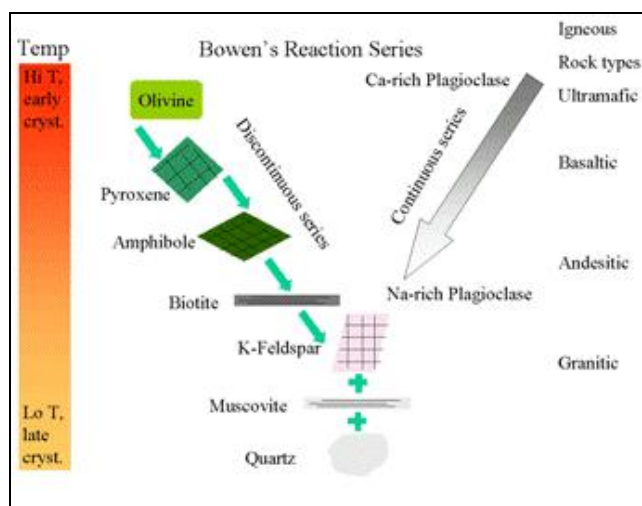 Temp
Hi T,
early
cryst.
Lo T,
late
cryst.
Bowen's Reaction Series
Olivine
Pyroxene
Amphibole
Biotite
K-Feldspar
Muscovite
Quartz
Discontinuous series
Continuous series
Ca-rich Plagioclase
Na-rich Plagioclase
Igneous
Rock types
Ultramafic
Basaltic
Andesitic
Granitic